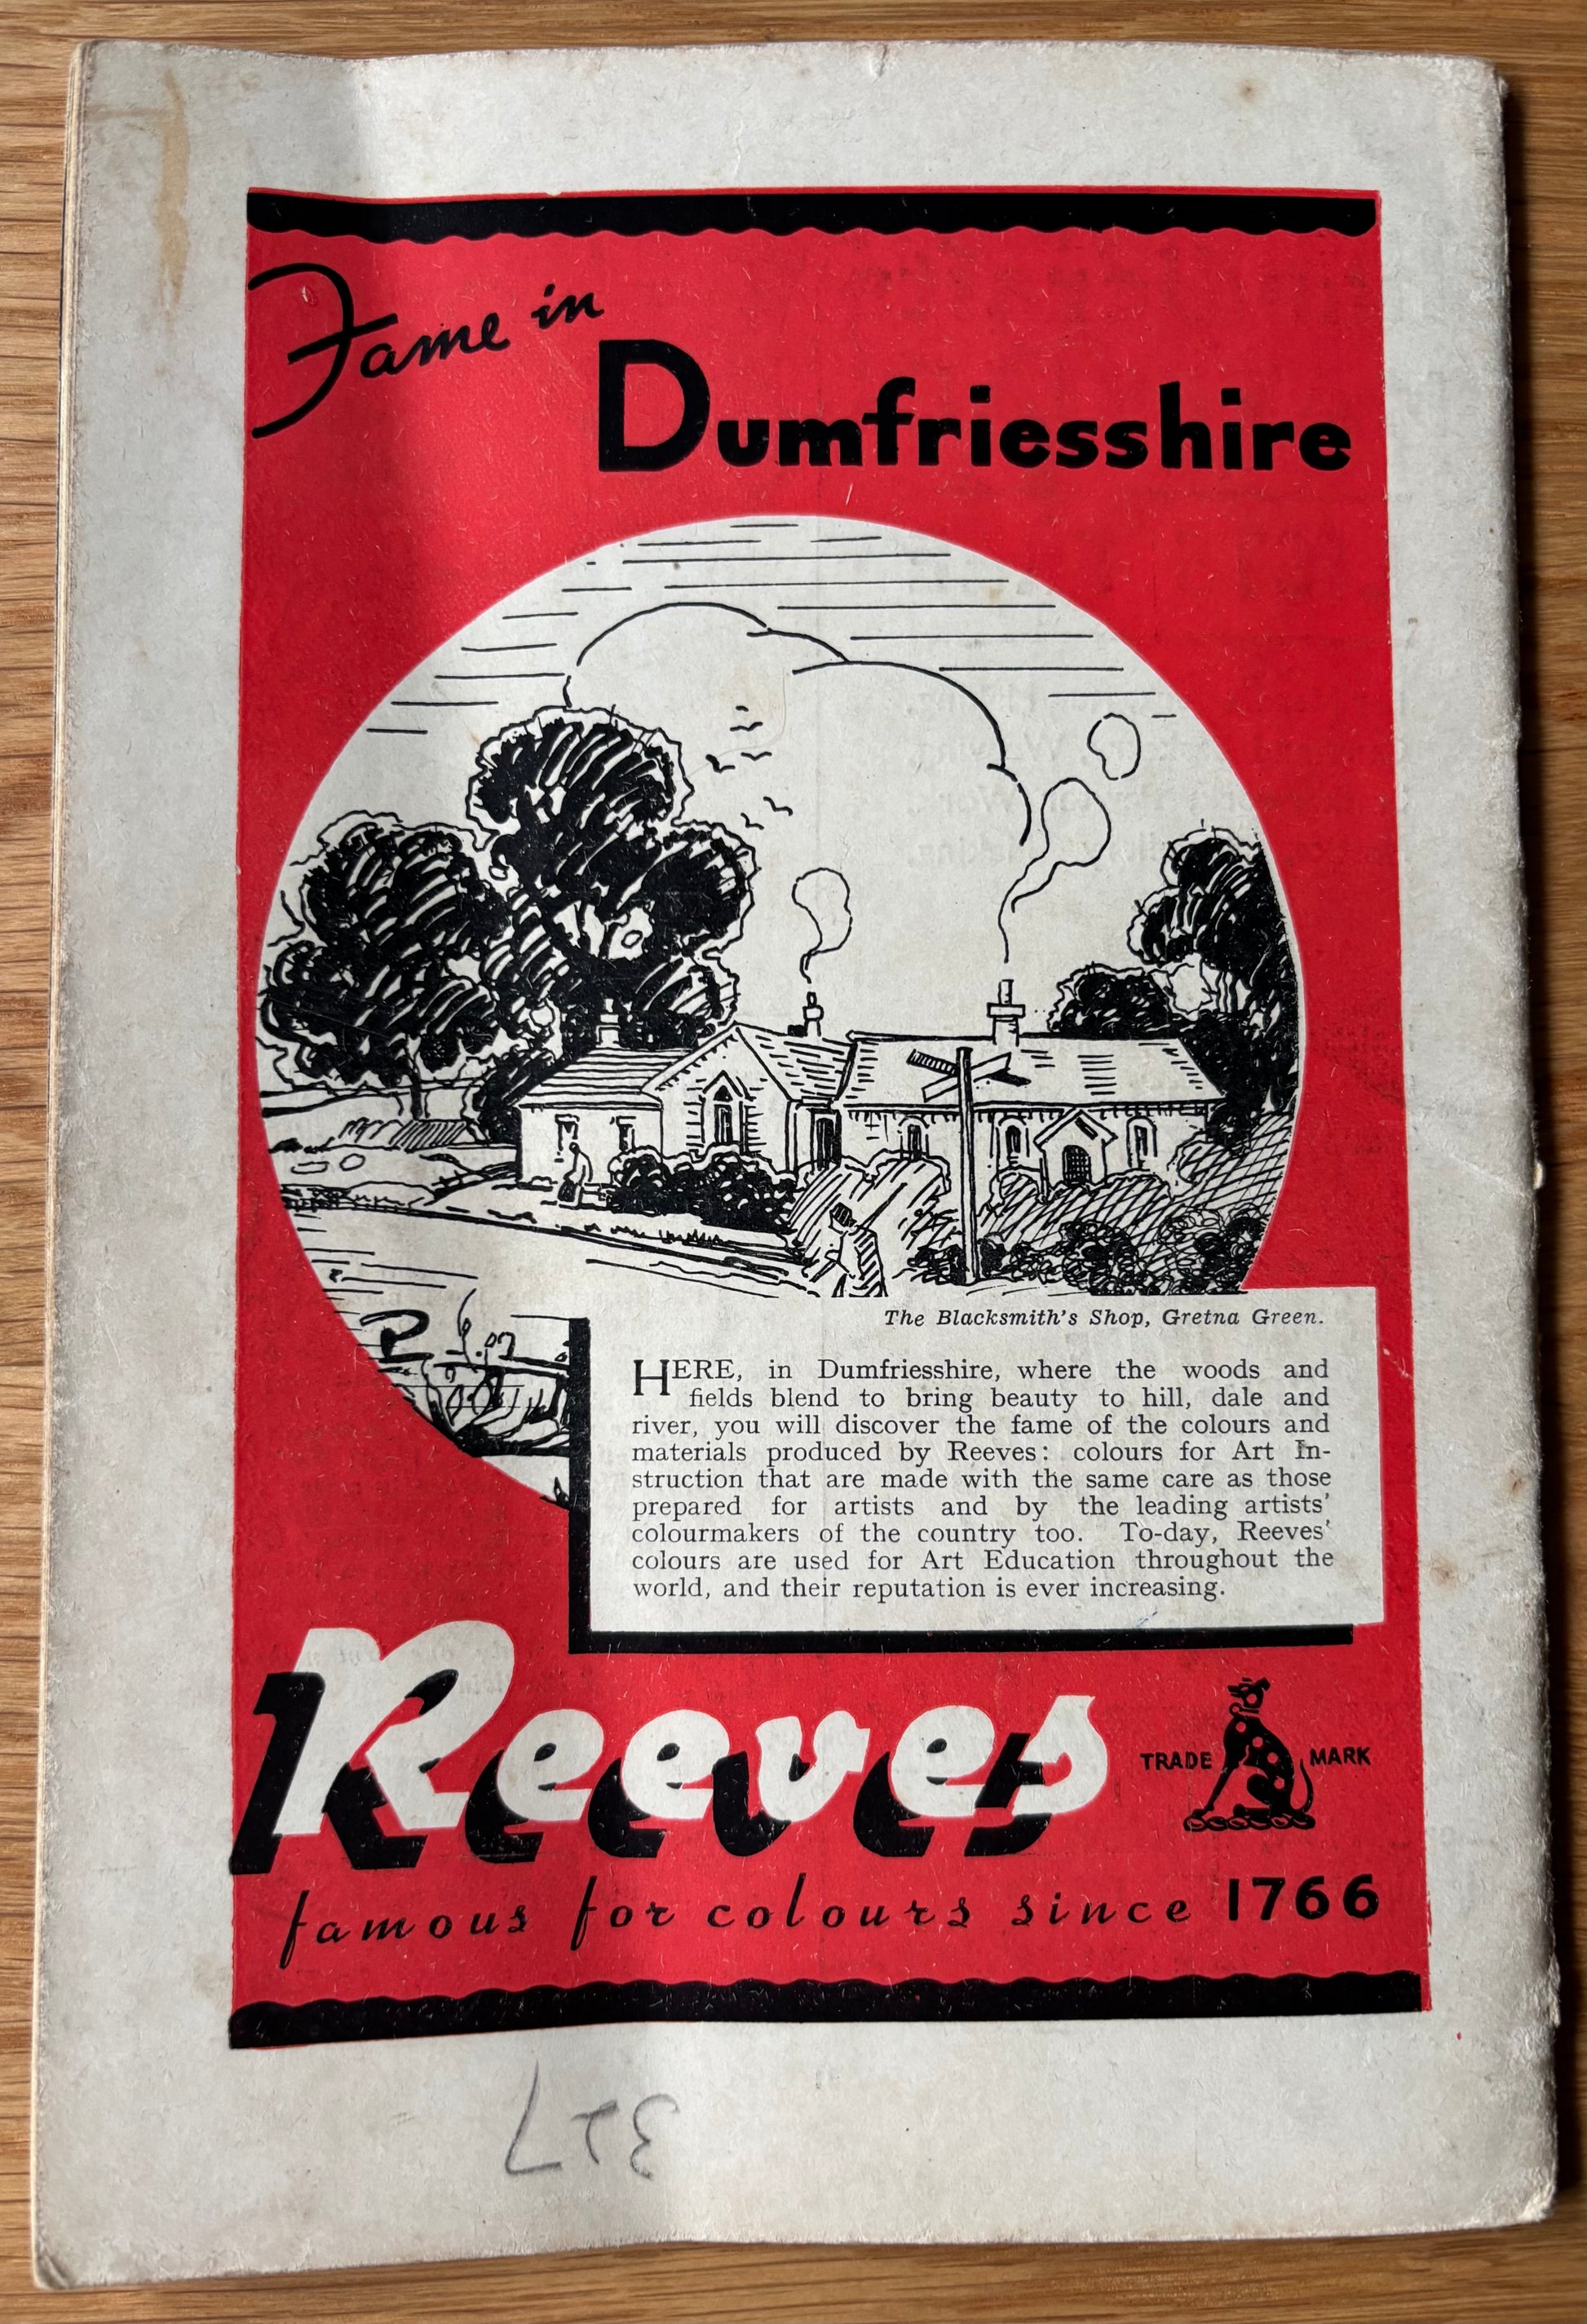 Fame in
Dumfriesshire
The Blacksmith's Shop, Gretna Green.
HERE, in Dumfriesshire, where the woods and
fields blend to bring beauty to hill, dale and
river, you will discover the fame of the colours and
materials produced by Reeves: colours for Art In-
struction that are made with the same care as those
prepared for artists and by the leading artists'
colourmakers of the country too. To-day, Reeves'
colours are used for Art Education throughout the
world, and their reputation is ever increasing.
Reeves
TRADE MARK
famous for colours since 1766